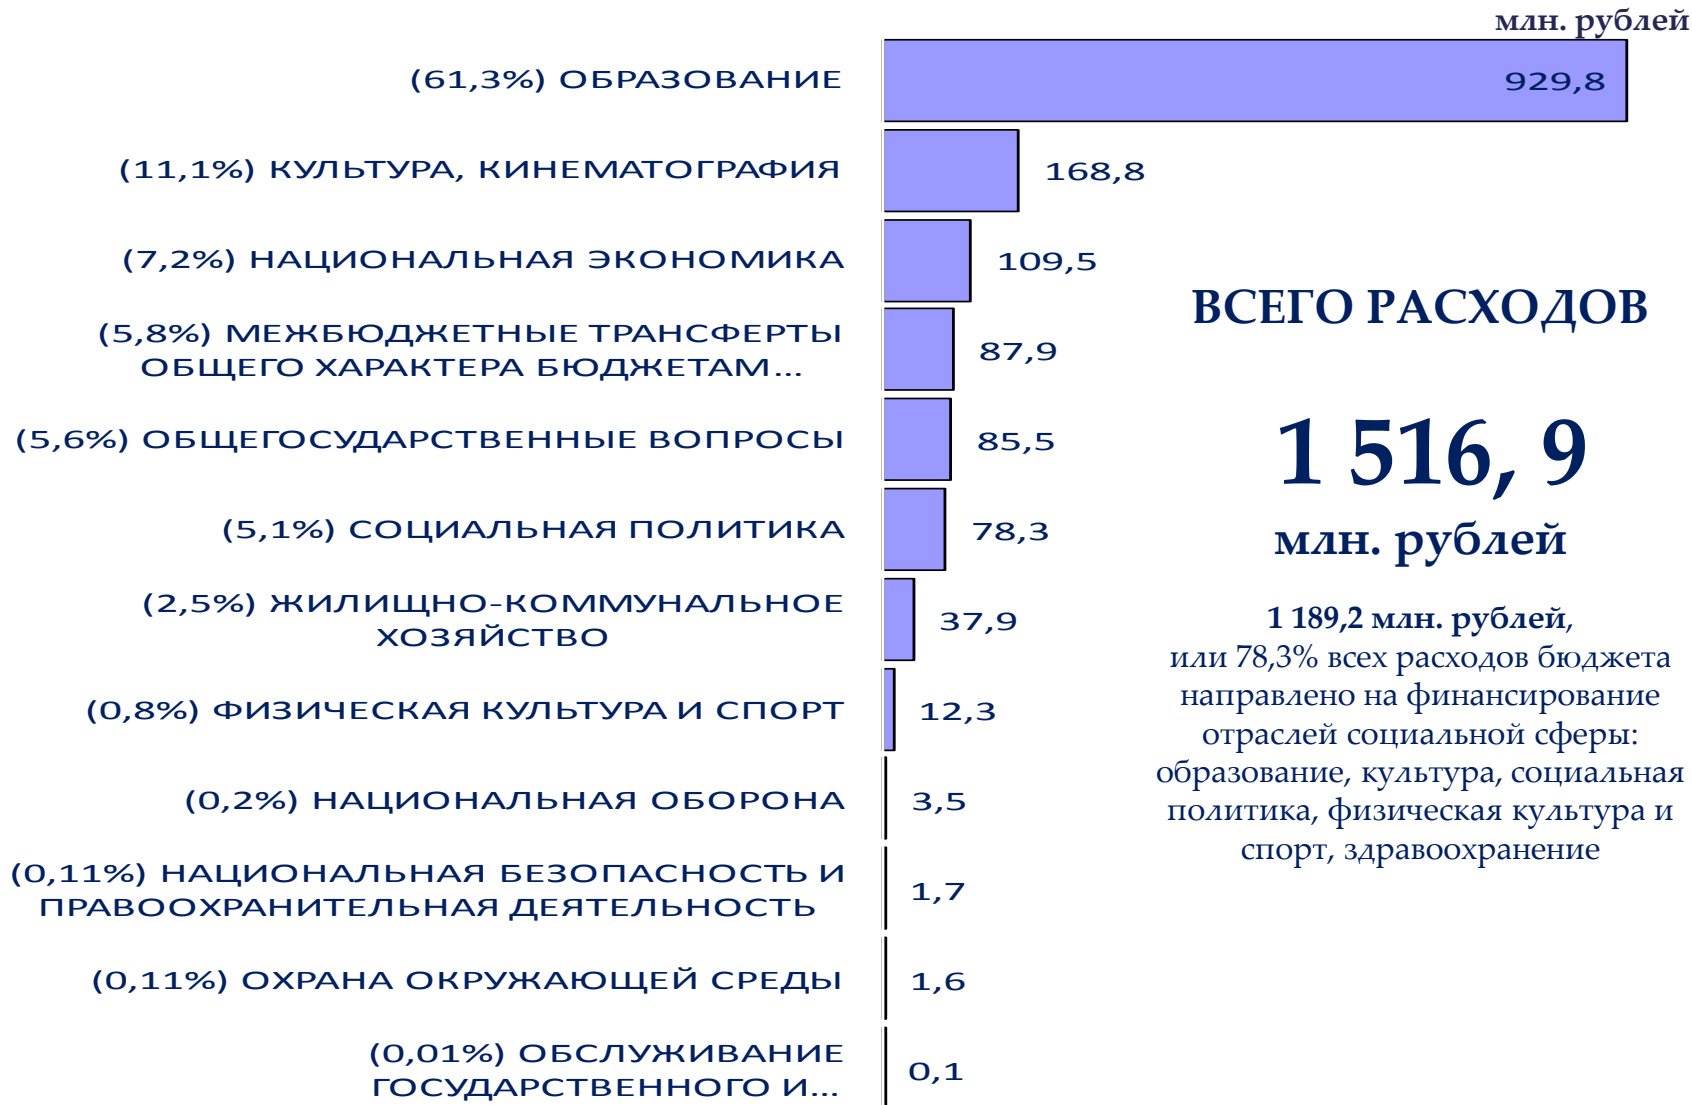 млн. рублей
(61,3%) ОБРАЗОВАНИЕ
929,8
(11,1%) КУЛЬТУРА, КИНЕМАТОГРАФИЯ
168,8
(7,2%) НАЦИОНАЛЬНАЯ ЭКОНОМИКА
109,5
(5,8%) МЕЖБЮДЖЕТНЫЕ ТРАНСФЕРТЫ
ОБЩЕГО ХАРАКТЕРА БЮДЖЕТАМ...
87,9
(5,6%) ОБЩЕГОСУДАРСТВЕННЫЕ ВОПРОСЫ
85,5
(5,1%) СОЦИАЛЬНАЯ ПОЛИТИКА
78,3
(2,5%) ЖИЛИЩНО-КОММУНАЛЬНОЕ
ХОЗЯЙСТВО
37,9
(0,8%) ФИЗИЧЕСКАЯ КУЛЬТУРА И СПОРТ
12,3
(0,2%) НАЦИОНАЛЬНАЯ ОБОРОНА
3,5
(0,11%) НАЦИОНАЛЬНАЯ БЕЗОПАСНОСТЬ И
ПРАВООХРАНИТЕЛЬНАЯ ДЕЯТЕЛЬНОСТЬ
1,7
(0,11%) ОХРАНА ОКРУЖАЮЩЕЙ СРЕДЫ
1,6
(0,01%) ОБСЛУЖИВАНИЕ
ГОСУДАРСТВЕННОГО И...
0,1
ВСЕГО РАСХОДОВ
1 516, 9
млн. рублей
1 189,2 млн. рублей,
или 78,3% всех расходов бюджета
направлено на финансирование
отраслей социальной сферы:
образование, культура, социальная
политика, физическая культура и
спорт, здравоохранение